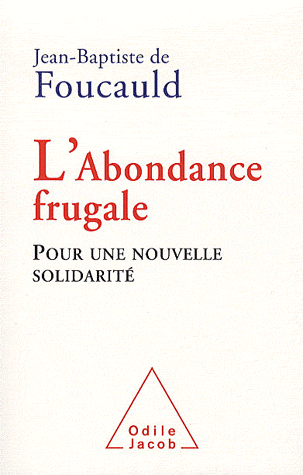 Jean-Baptiste de
Foucauld
L'Abondance
frugale
POUR UNE NOUVELLE
SOLIDARITÉ
Odile
Jacob